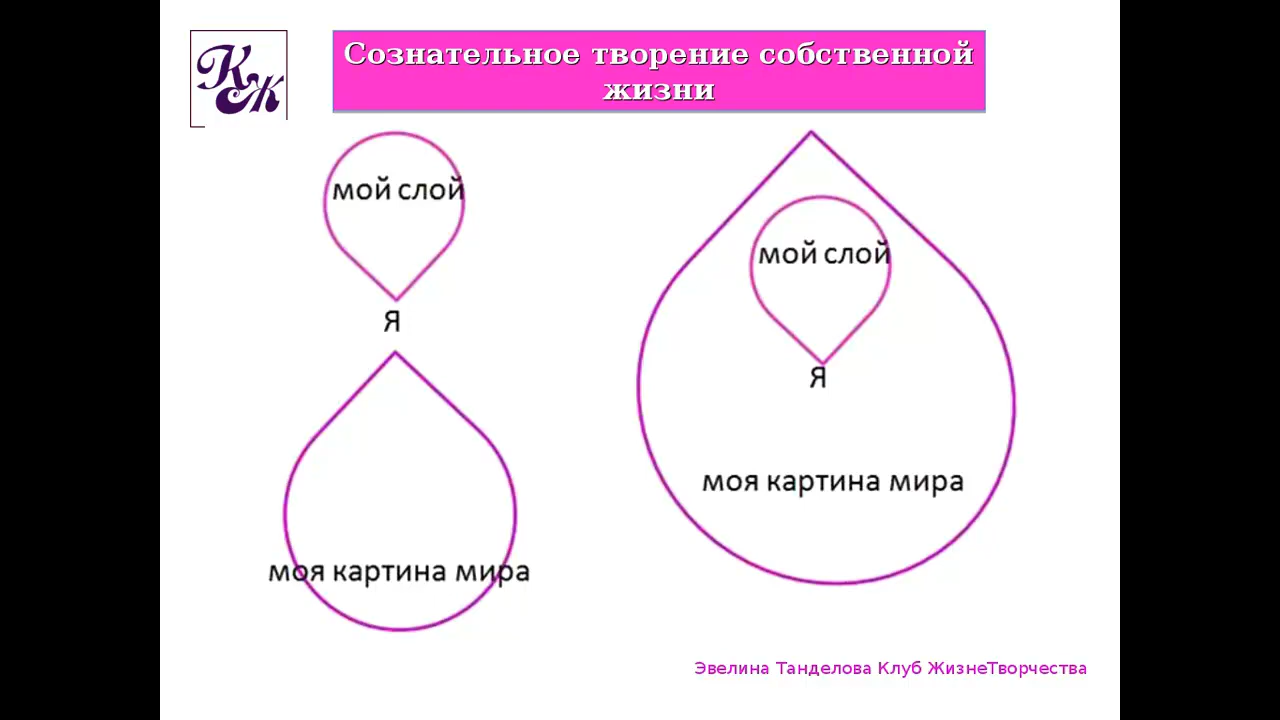 КЖ
Сознательное творение собственной
жизни
мой слой
Я
моя картина мира
мой слой
Я
моя картина мира
Эвелина Танделова Клуб ЖизнеТворчества